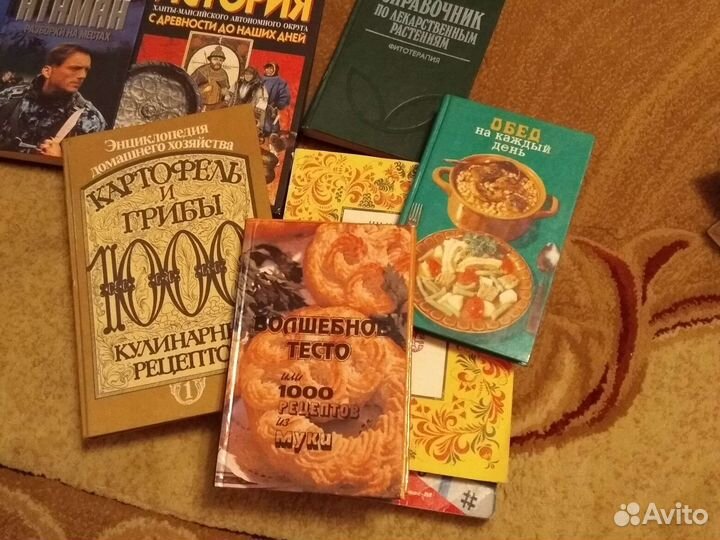 АТАМАН
РАЗБОРКИ НА МЕСТАХ
ИСТОРИЯ
ХАНТЫ-МАНСИЙСКОГО АВТОНОМНОГО ОКРУГА
С ДРЕВНОСТИ ДО НАШИХ ДНЕЙ
СПРАВОЧНИК
ПО ЛЕКАРСТВЕННЫМ
РАСТЕНИЯМ
ФИТОТЕРАПИЯ
Энциклопедия
домашнего хозяйства
КАРТОФЕЛЬ
И
ГРИБЫ
1000
КУЛИНАРНЫ
РЕЦЕПТО
1
ОБЕД
на каждый
день
ВОЛШЕБНОЕ
ТЕСТО
или
1000
РЕЦЕПТОВ
из
муки
#
Avito